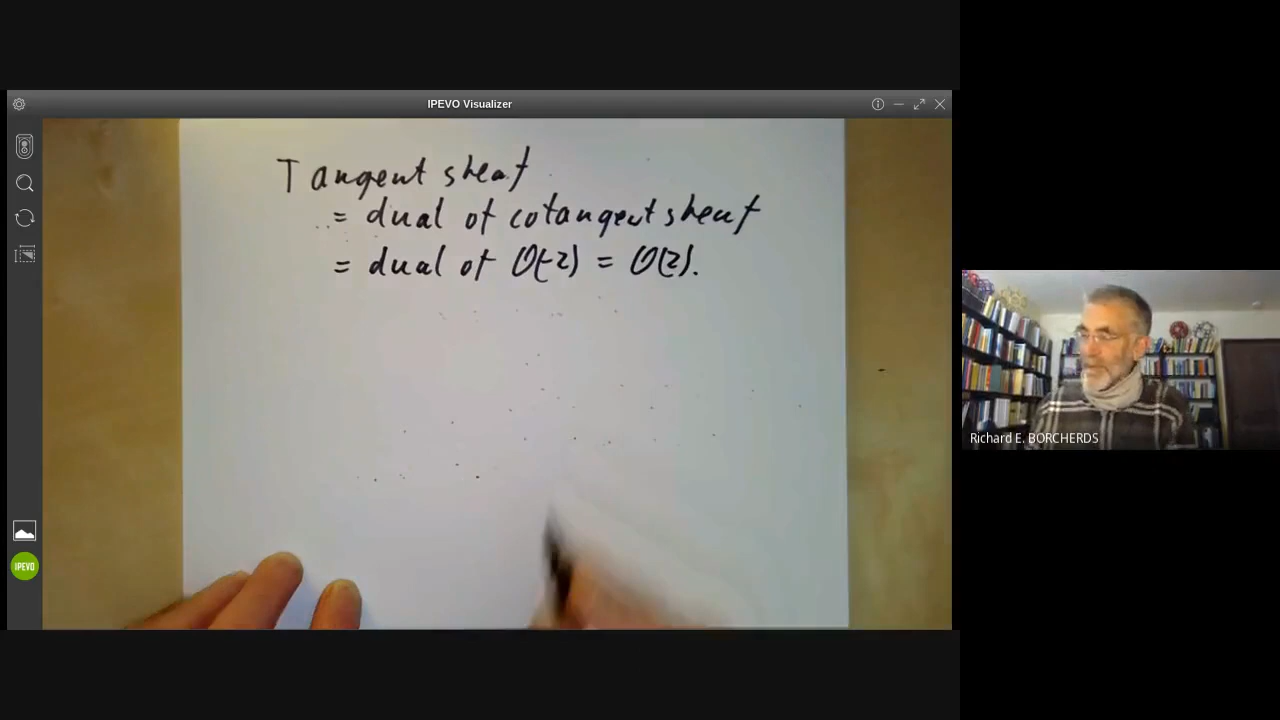 IPEVO Visualizer
Tangent sheaf
= dual of cotangent sheaf
= dual of O(-2) = O(2).
Richard E. BORCHERDS
IPEVO